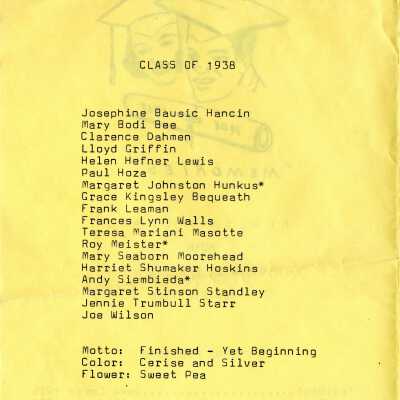 CLASS OF 1938
Josephine Bausic Hancin
Mary Bodi Bee
Clarence Dahmen
Lloyd Griffin
Helen Hefner Lewis
Paul Hoza
Margaret Johnston Hunkus*
Grace Kingsley Bequeath
Frank Leaman
Frances Lynn Walls
Teresa Mariani Masotte
Roy Meister*
Mary Seaborn Moorehead
Harriet Shumaker Hoskins
Andy Siembieda*
Margaret Stinson Standley
Jennie Trumbull Starr
Joe Wilson
Motto: Finished - Yet Beginning
Color: Cerise and Silver
Flower: Sweet Pea